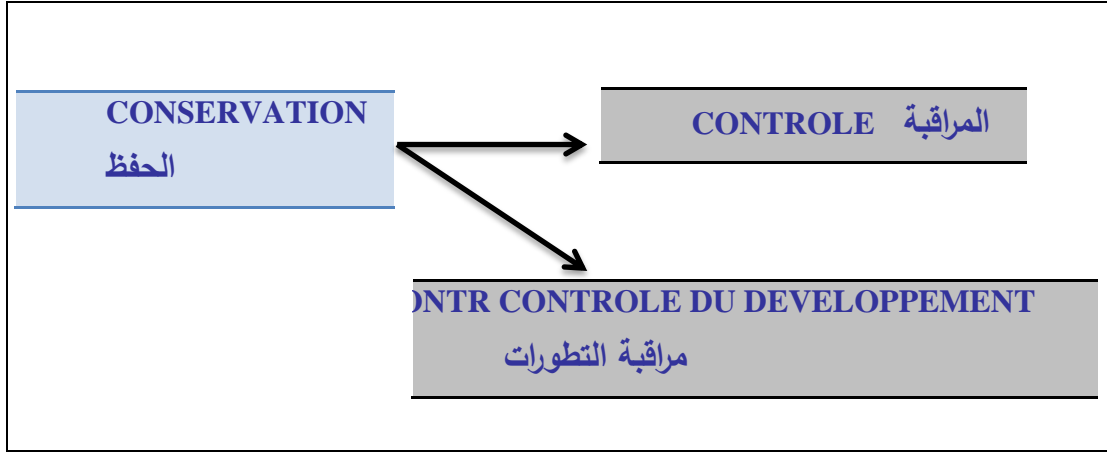 CONSERVATION
الحفظ
CONTROLE المراقبة
ONTR CONTROLE DU DEVELOPPEMENT
مراقبة التطورات